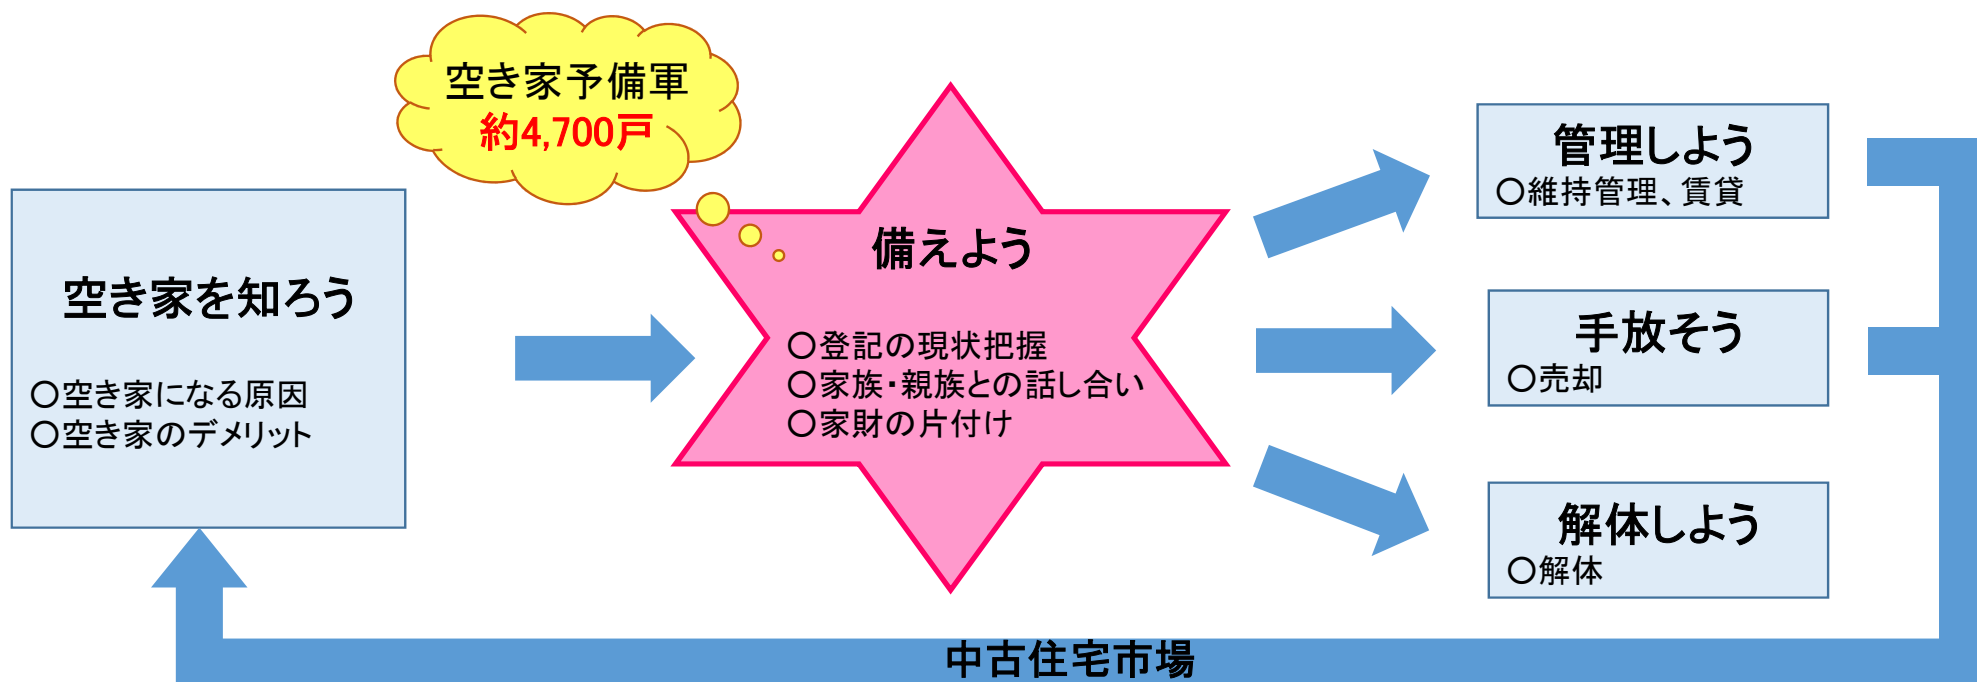 空き家予備軍
約4,700戸
空き家を知ろう
○空き家になる原因
○空き家のデメリット
備えよう
○登記の現状把握
○家族・親族との話し合い
○家財の片付け
管理しよう
○維持管理、賃貸
手放そう
○売却
解体しよう
○解体
中古住宅市場